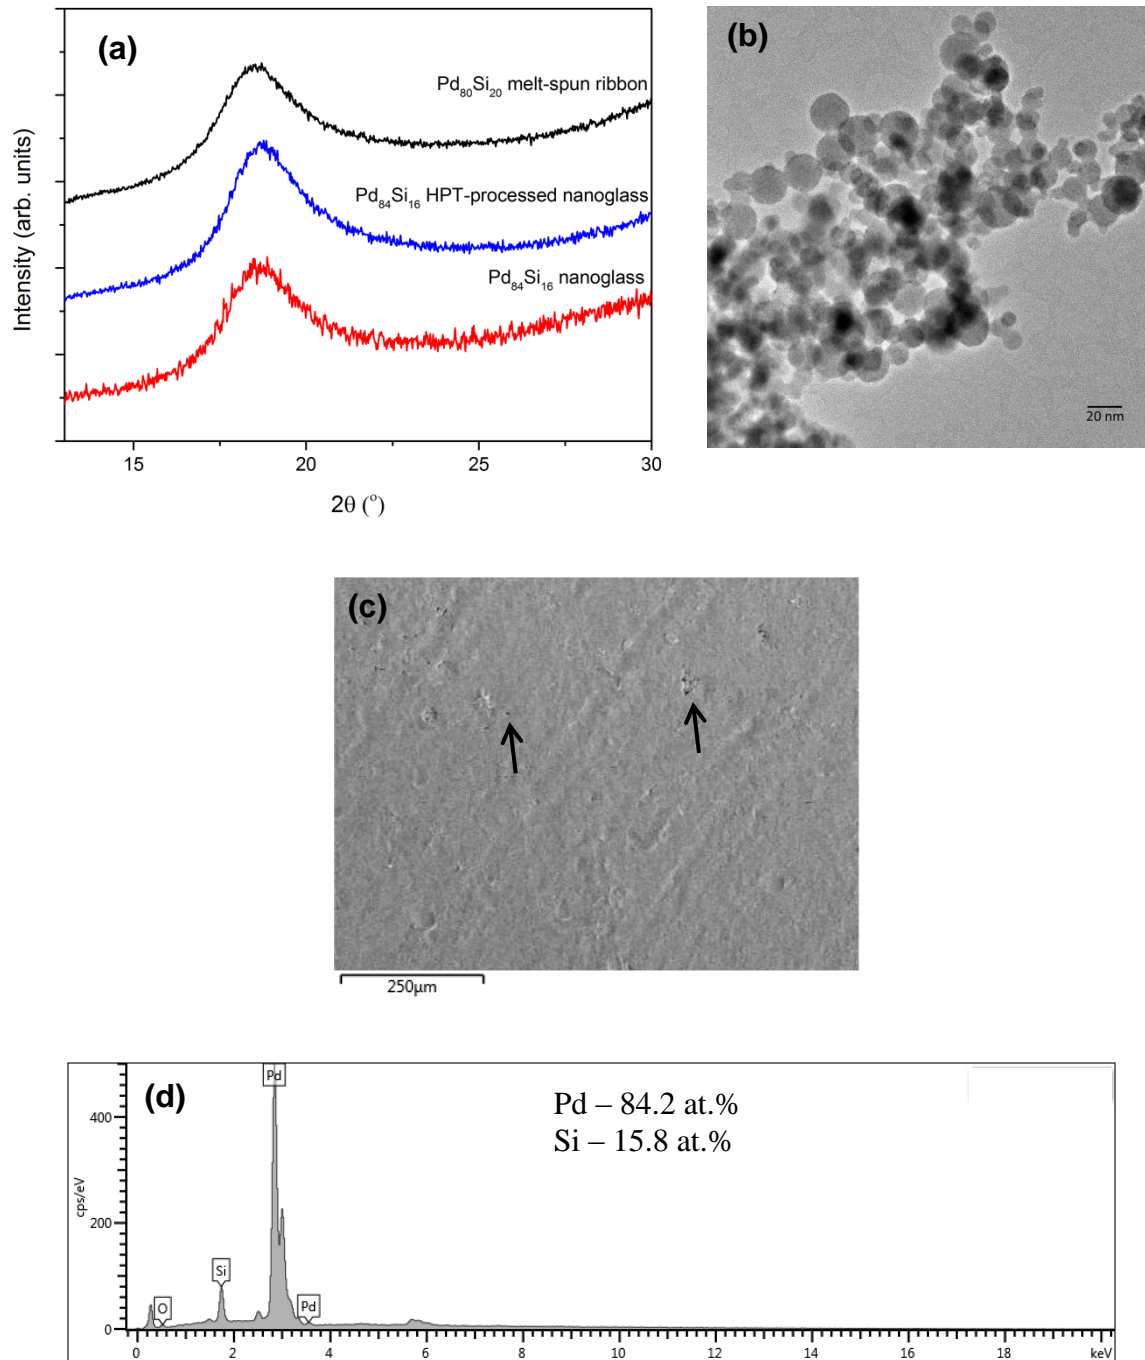 (a)
Pd80Si20 melt-spun ribbon
Pd84Si16 HPT-processed nanoglass
Pd84Si16 nanoglass
Intensity (arb. units)
15 20 25 30
2θ (°)
(b)
20 nm
(c)
250μm
(d)
Pd
Pd – 84.2 at.%
Si – 15.8 at.%
400
cps/eV
200
Si
O
Pd
0
0 2 4 6 8 10 12 14 16 18 keV